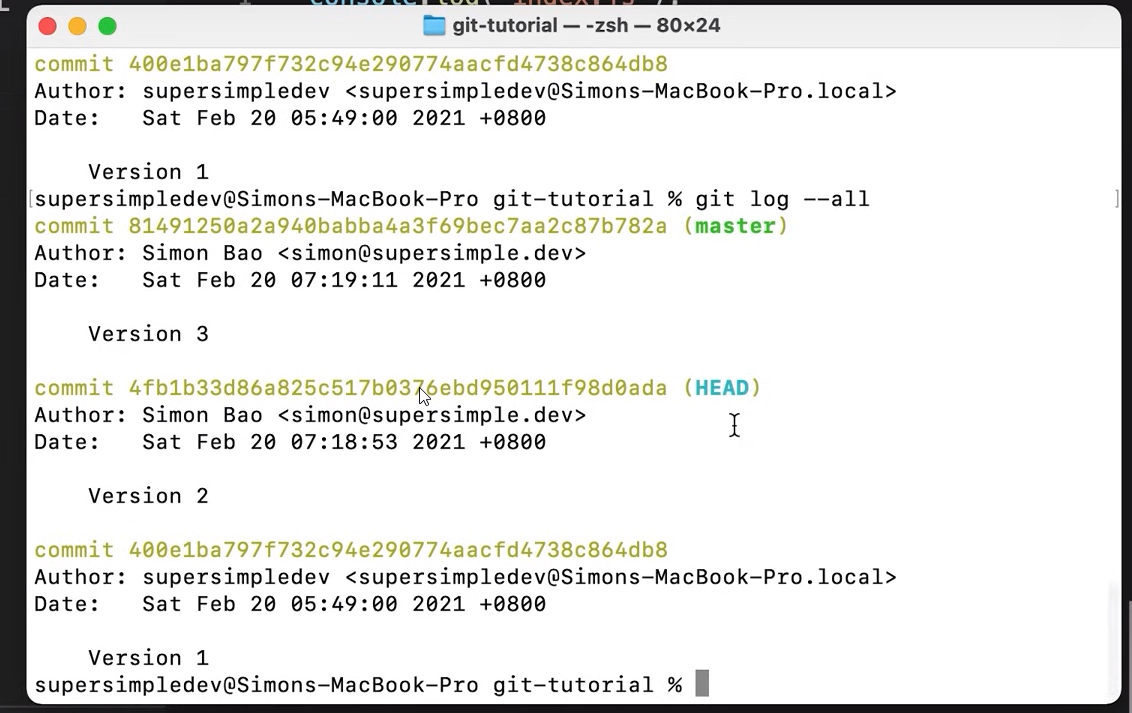 git-tutorial — -zsh — 80×24
commit 400e1ba797f732c94e290774aacfd4738c864db8
Author: supersimpledev <supersimpledev@Simons-MacBook-Pro.local>
Date:   Sat Feb 20 05:49:00 2021 +0800
Version 1
[supersimpledev@Simons-MacBook-Pro git-tutorial % git log --all ]
commit 81491250a2a940babba4a3f69bec7aa2c87b782a (master)
Author: Simon Bao <simon@supersimple.dev>
Date:   Sat Feb 20 07:19:11 2021 +0800
Version 3
commit 4fb1b33d86a825c517b0376ebd950111f98d0ada (HEAD)
Author: Simon Bao <simon@supersimple.dev>
Date:   Sat Feb 20 07:18:53 2021 +0800
Version 2
commit 400e1ba797f732c94e290774aacfd4738c864db8
Author: supersimpledev <supersimpledev@Simons-MacBook-Pro.local>
Date:   Sat Feb 20 05:49:00 2021 +0800
Version 1
supersimpledev@Simons-MacBook-Pro git-tutorial %